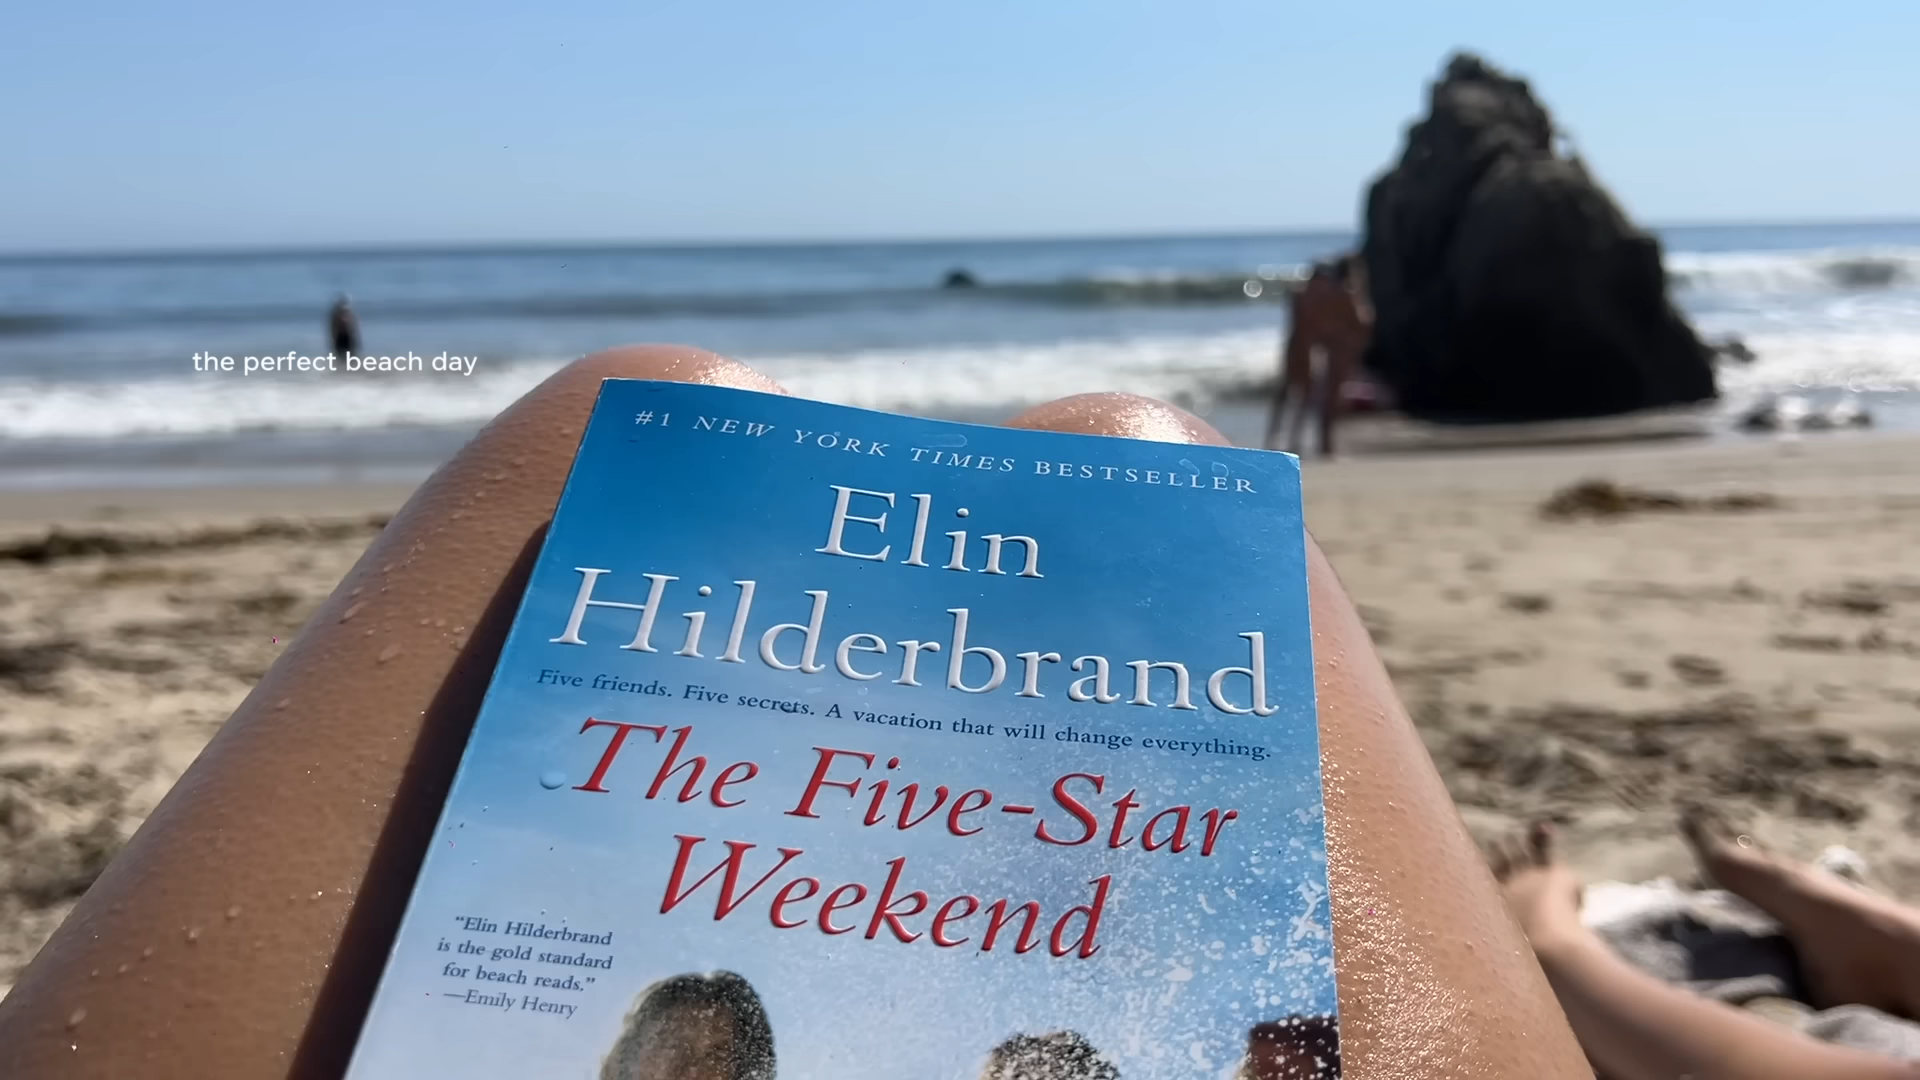 the perfect beach day
#1 NEW YORK TIMES BESTSELLER
Elin
Hilderbrand
Five friends. Five secrets. A vacation that will change everything.
The Five-Star
Weekend
“Elin Hilderbrand
is the gold standard
for beach reads.”
—Emily Henry